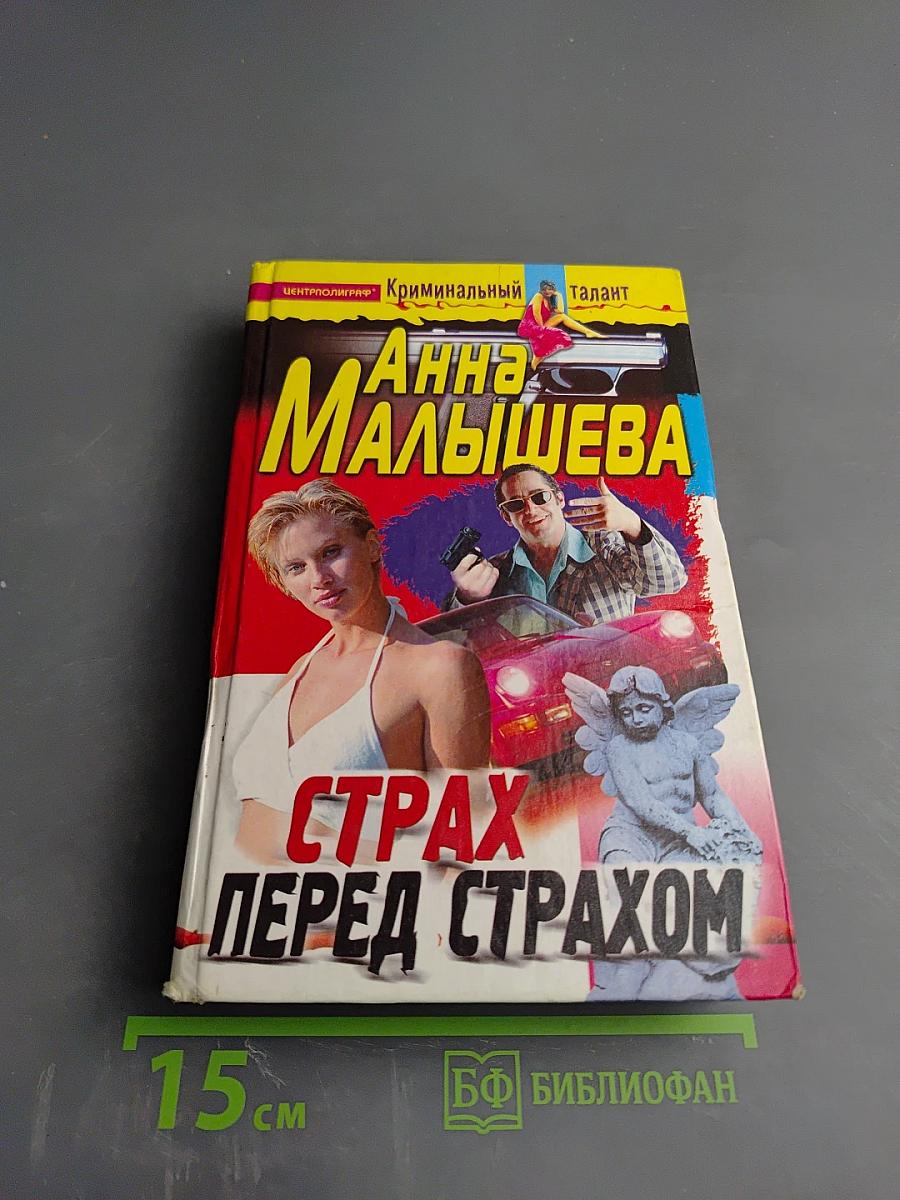 ЦЕНТРПОЛИГРАФ® Криминальный талант
Анна
МАЛЫШЕВА
СТРАХ
ПЕРЕД СТРАХОМ
15 см БФ БИБЛИОФАН